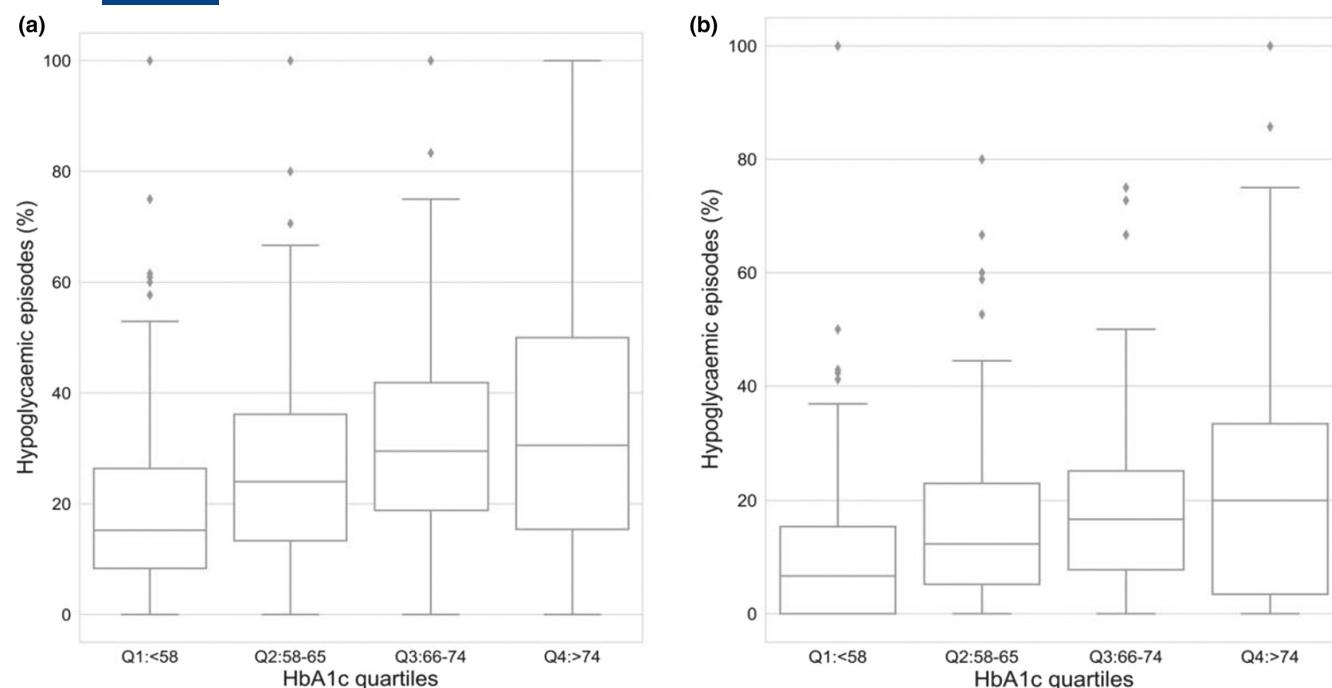 (a)
100
80
60
40
20
0
Hypoglycaemic episodes (%)
Q1:<58 Q2:58-65 Q3:66-74 Q4:>74
HbA1c quartiles
(b)
100
80
60
40
20
0
Hypoglycaemic episodes (%)
Q1:<58 Q2:58-65 Q3:66-74 Q4:>74
HbA1c quartiles